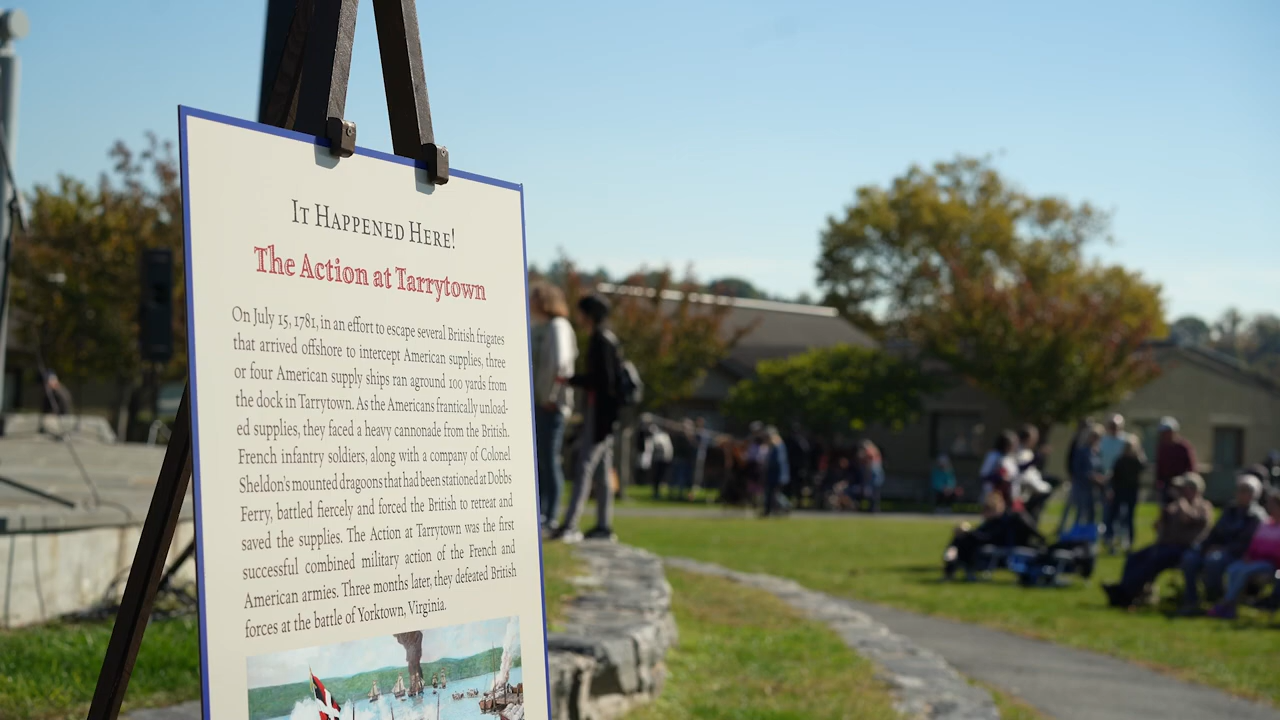 It Happened Here!
The Action at Tarrytown
On July 15, 1781, in an effort to escape several British frigates
that arrived offshore to intercept American supplies, three
or four American supply ships ran aground 100 yards from
the dock in Tarrytown. As the Americans frantically unload-
ed supplies, they faced a heavy cannonade from the British.
French infantry soldiers, along with a company of Colonel
Sheldon's mounted dragoons that had been stationed at Dobbs
Ferry, battled fiercely and forced the British to retreat and
saved the supplies. The Action at Tarrytown was the first
successful combined military action of the French and
American armies. Three months later, they defeated British
forces at the battle of Yorktown, Virginia.